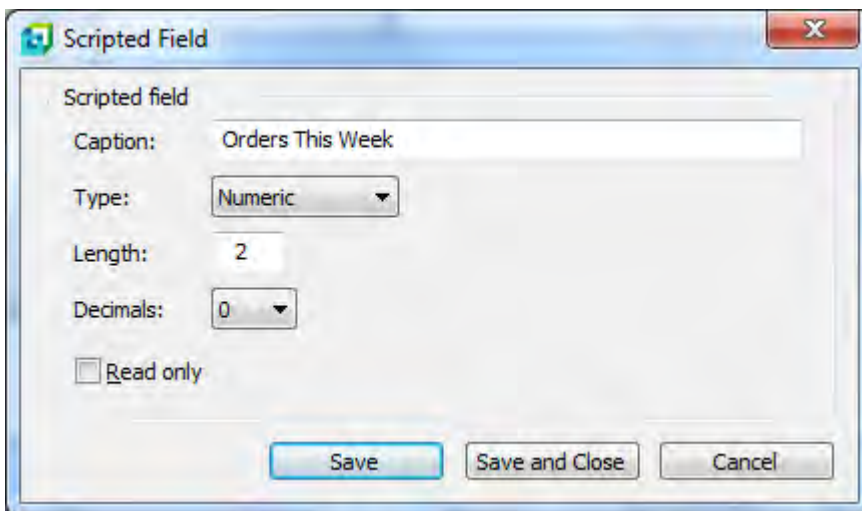 Scripted Field
Scripted field
Caption: Orders This Week
Type: Numeric
Length: 2
Decimals: 0
Read only
Save Save and Close Cancel